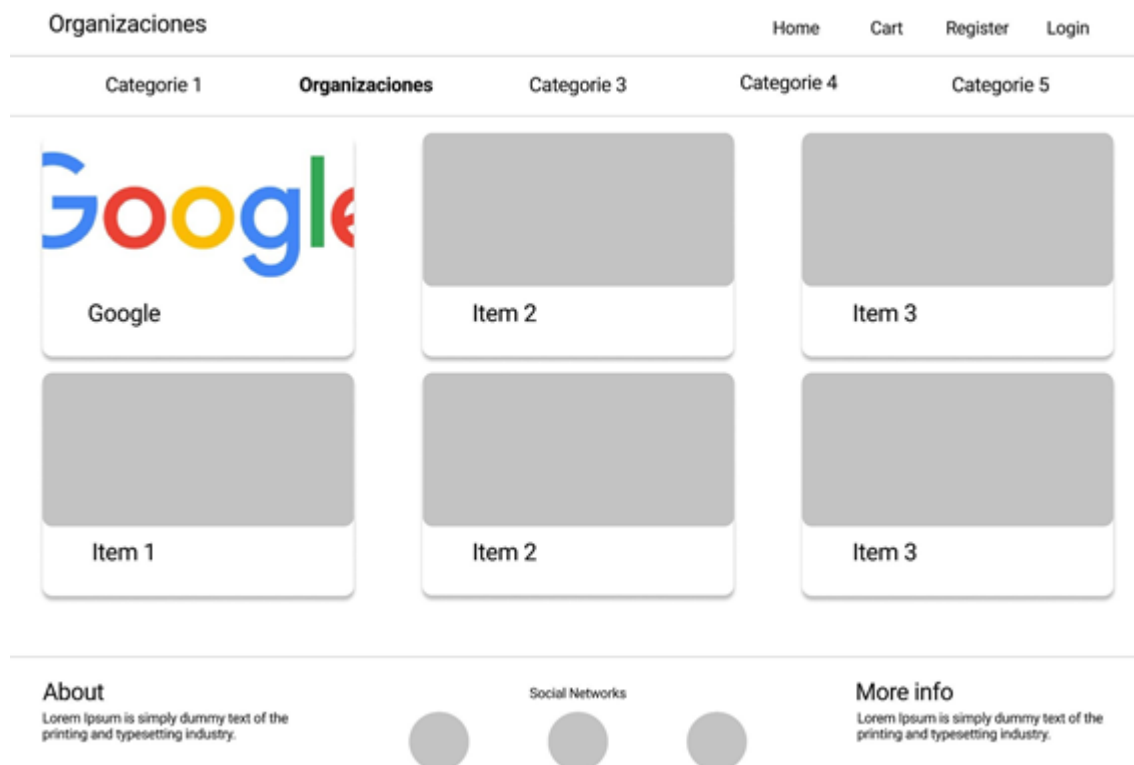 Organizaciones
Home Cart Register Login
Categorie 1 Organizaciones Categorie 3 Categorie 4 Categorie 5
Google
Google Item 2 Item 3
Item 1 Item 2 Item 3
About
Lorem Ipsum is simply dummy text of the
printing and typesetting industry.
Social Networks
More info
Lorem Ipsum is simply dummy text of the
printing and typesetting industry.